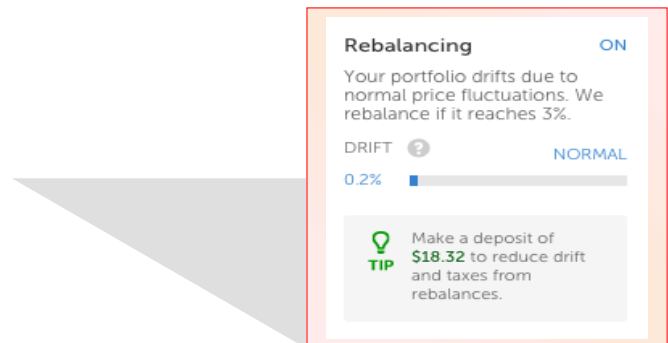 Rebalancing ON
Your portfolio drifts due to
normal price fluctuations. We
rebalance if it reaches 3%.
DRIFT ?
NORMAL
0.2%
Make a deposit of
$18.32 to reduce drift
and taxes from
rebalances.
TIP